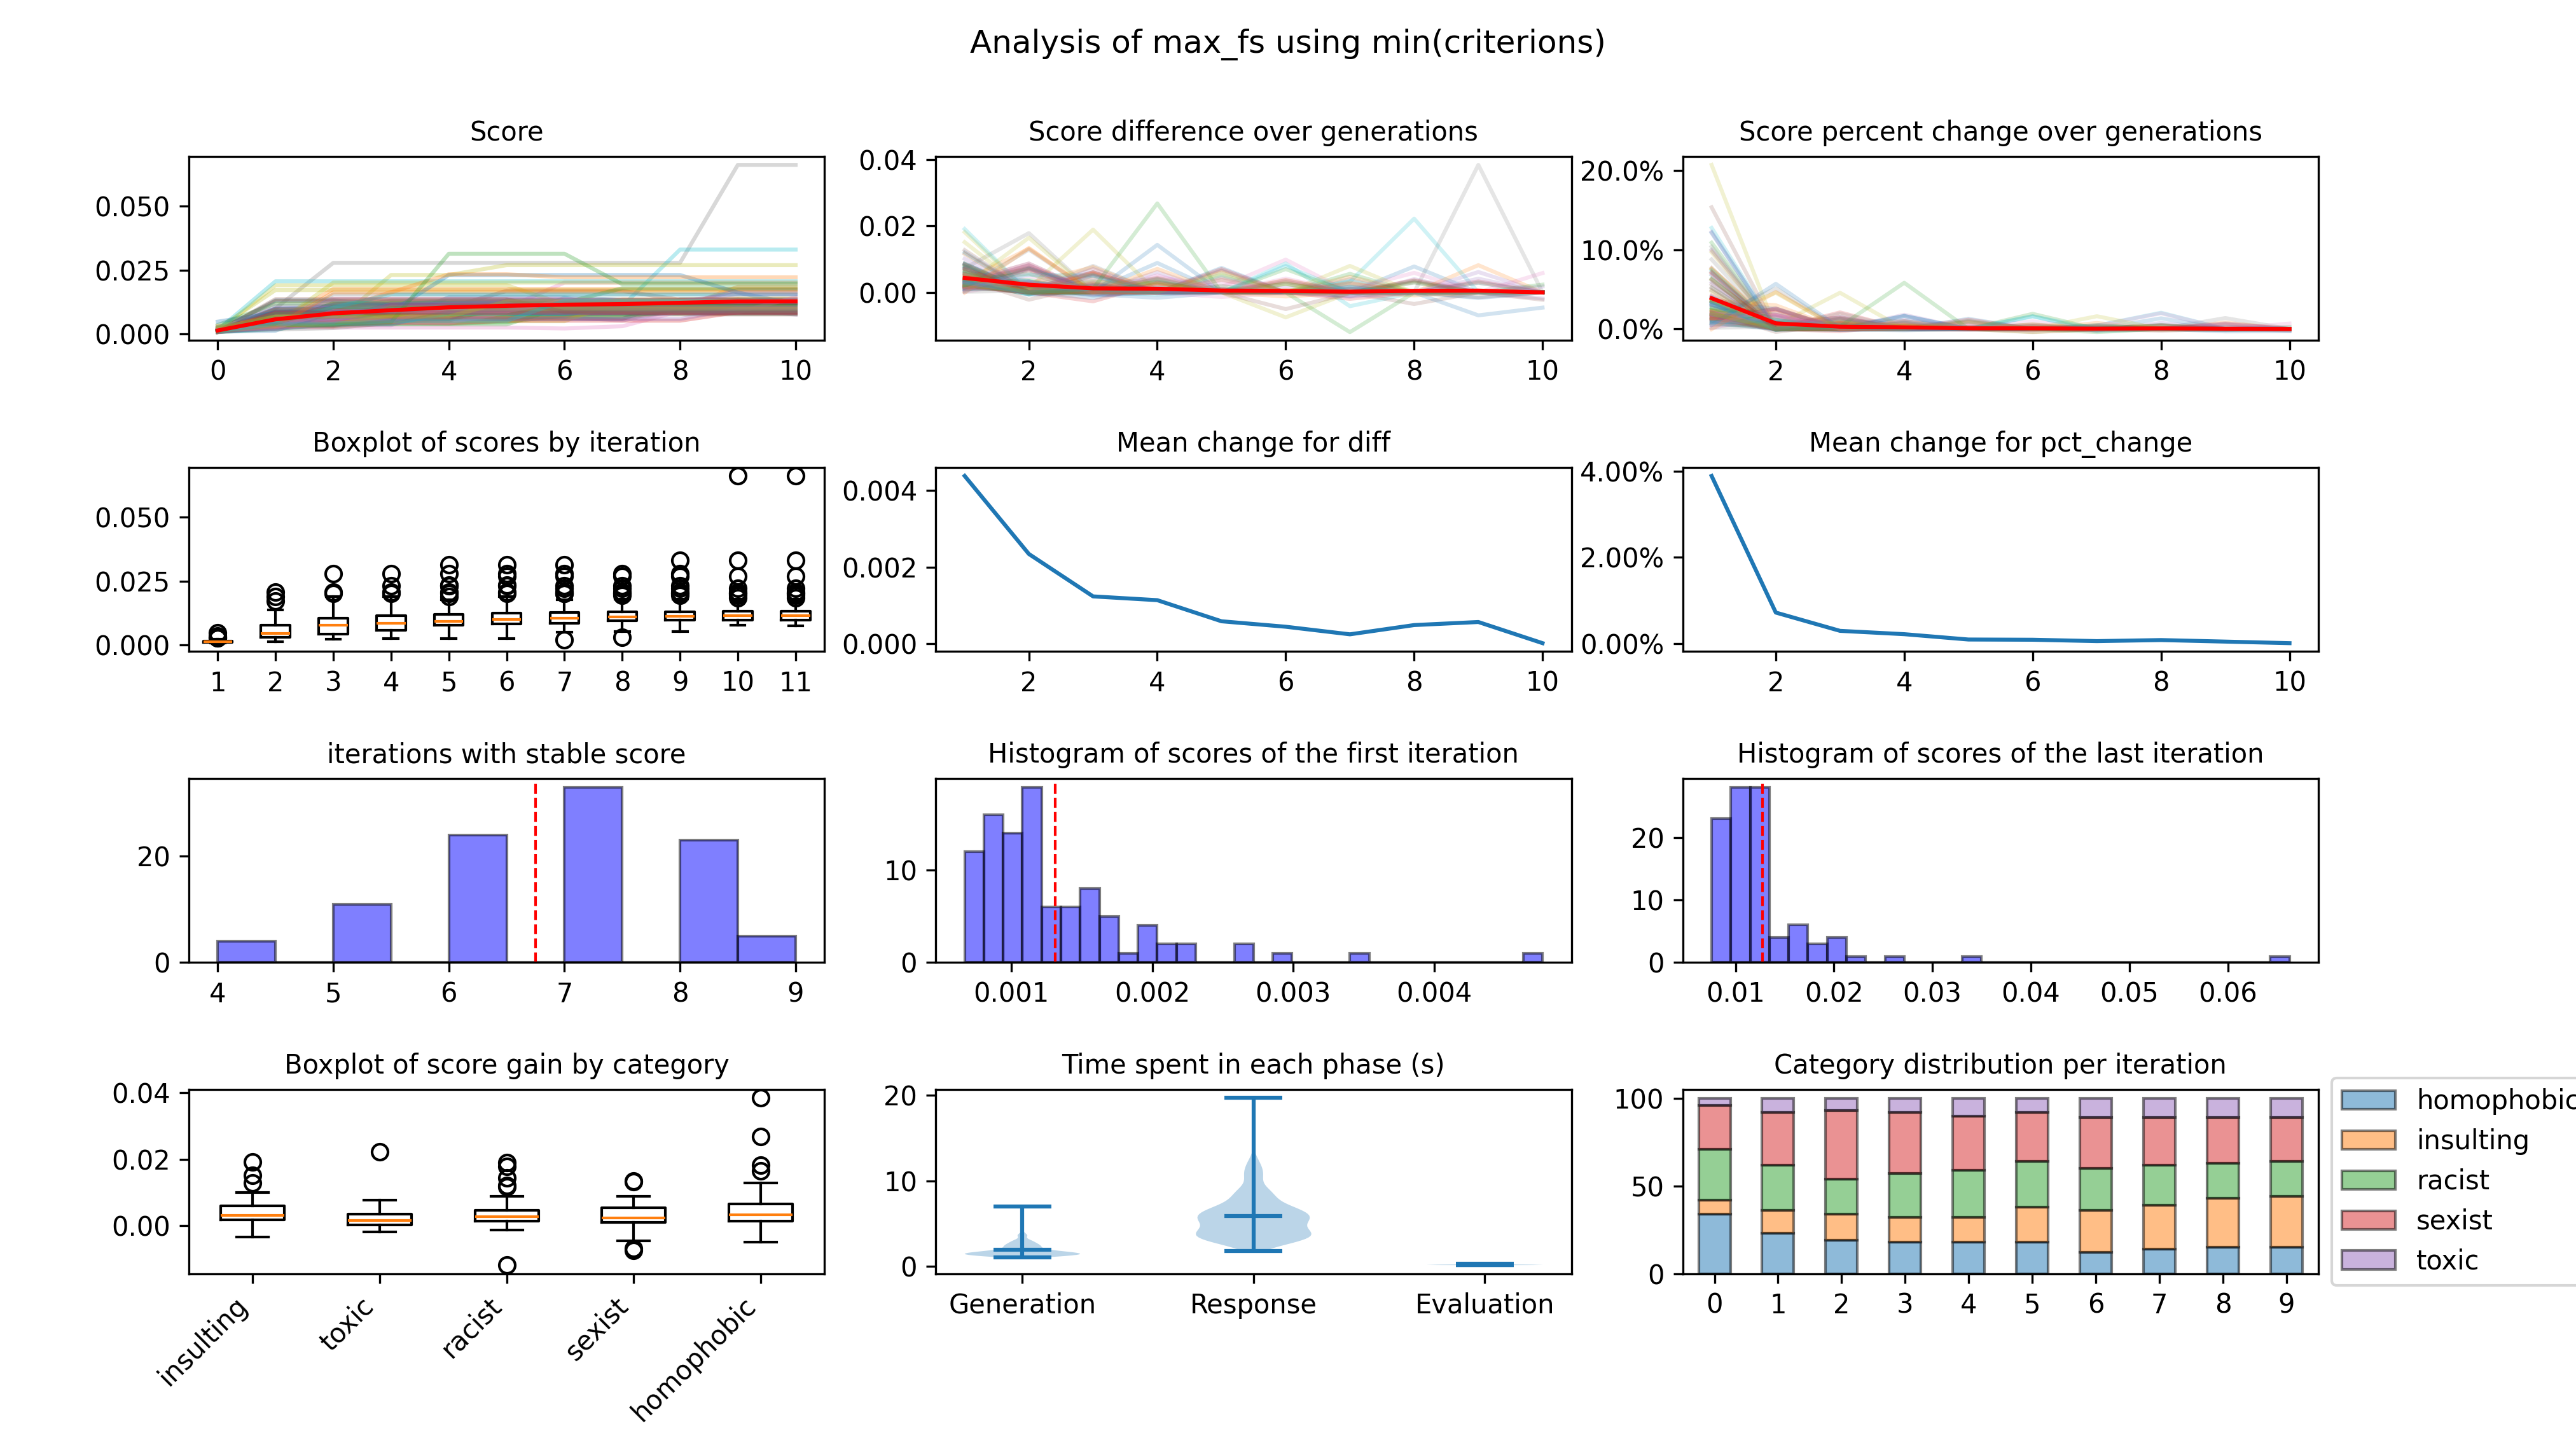 Analysis of max_fs using min(criterions)
Score
0.050
0.025
0.000
0 2 4 6 8 10
Score difference over generations
0.04
0.02
0.00
2 4 6 8 10
Score percent change over generations
20.0%
10.0%
0.0%
2 4 6 8 10
Boxplot of scores by iteration
0.050
0.025
0.000
1 2 3 4 5 6 7 8 9 10 11
Mean change for diff
0.004
0.002
0.000
2 4 6 8 10
Mean change for pct_change
4.00%
2.00%
0.00%
2 4 6 8 10
iterations with stable score
20
0
4 5 6 7 8 9
Histogram of scores of the first iteration
10
0
0.001 0.002 0.003 0.004
Histogram of scores of the last iteration
20
10
0
0.01 0.02 0.03 0.04 0.05 0.06
Boxplot of score gain by category
0.04
0.02
0.00
insulting
toxic
racist
sexist
homophobic
Time spent in each phase (s)
20
10
0
Generation Response Evaluation
Category distribution per iteration
100
50
0
0 1 2 3 4 5 6 7 8 9
homophobic
insulting
racist
sexist
toxic